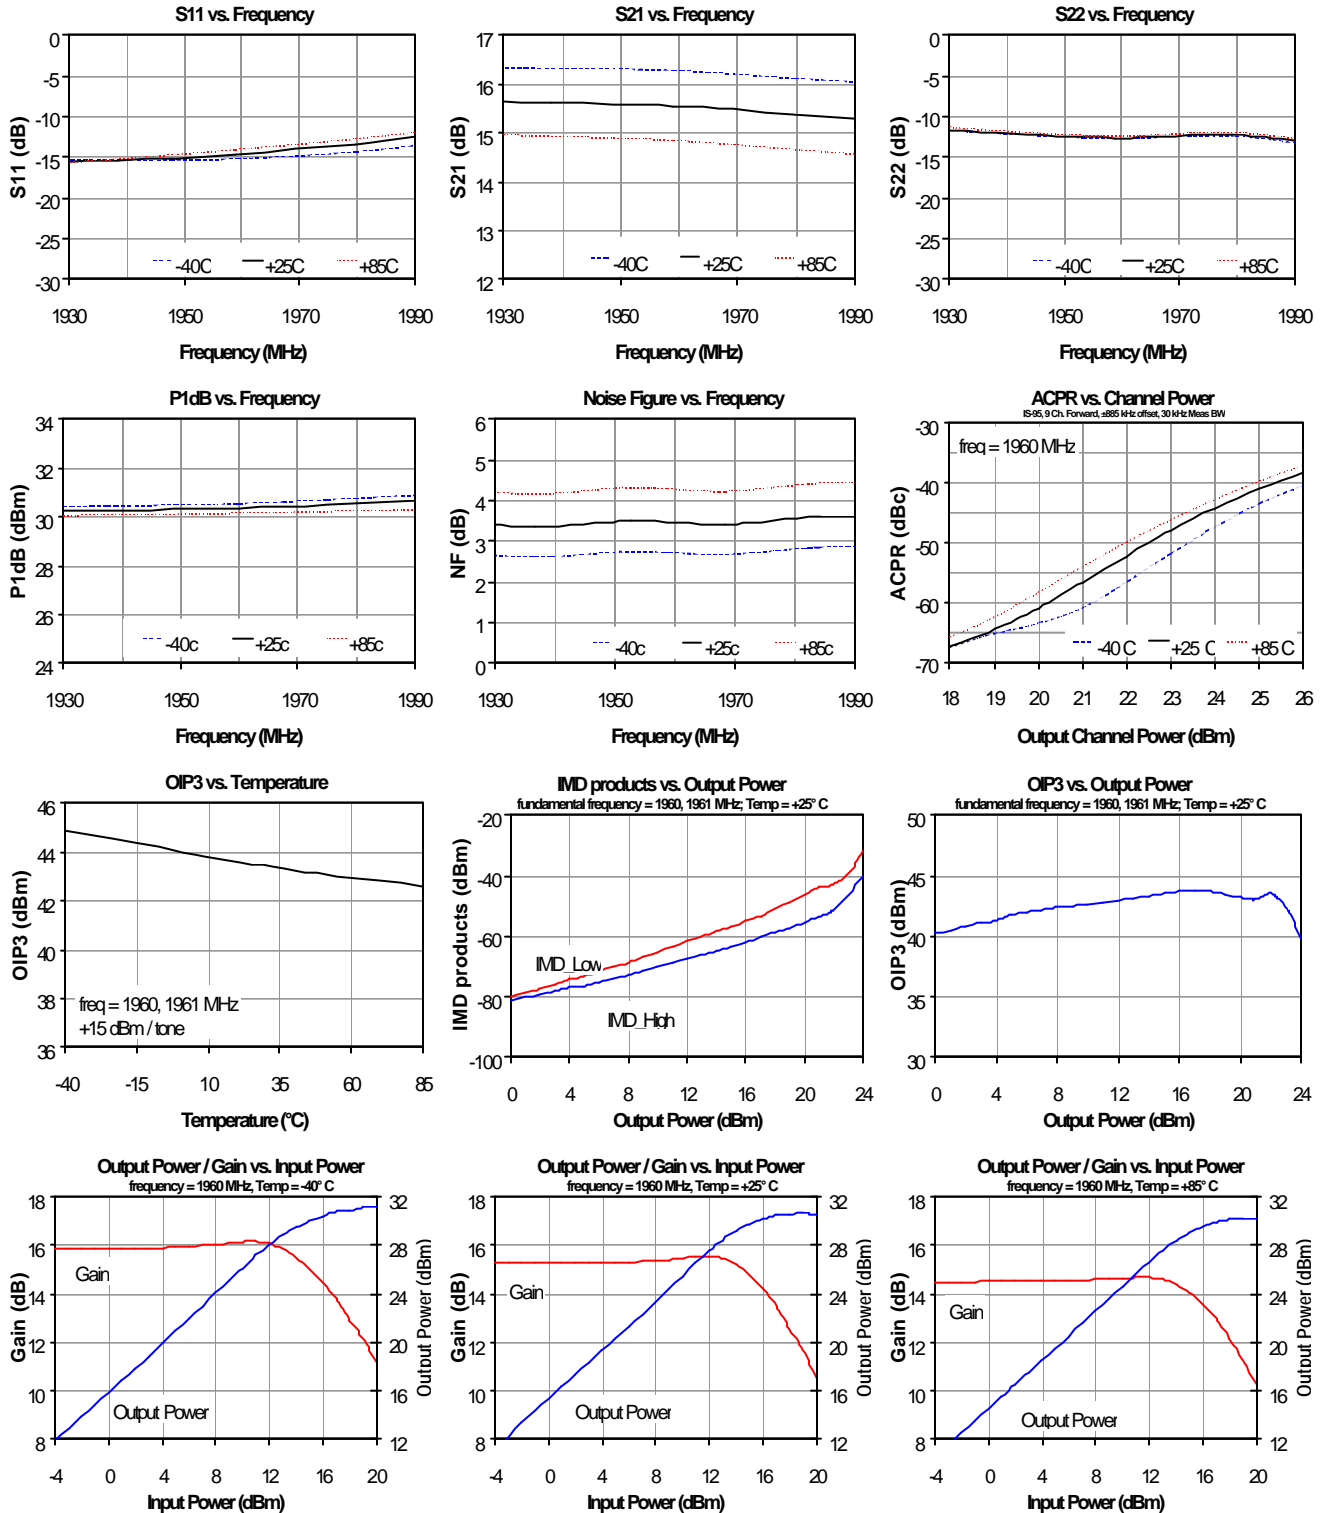 S11 vs. Frequency
0
-5
-10
-15
-20
-25
-30
S11 (dB)
-40C
+25C
+85C
1930
1950
1970
1990
Frequency (MHz)
S21 vs. Frequency
17
16
15
14
13
12
S21 (dB)
-40C
+25C
+85C
1930
1950
1970
1990
Frequency (MHz)
S22 vs. Frequency
0
-5
-10
-15
-20
-25
-30
S22 (dB)
-40C
+25C
+85C
1930
1950
1970
1990
Frequency (MHz)
P1dB vs. Frequency
34
32
30
28
26
24
P1dB (dBm)
-40c
+25c
+85c
1930
1950
1970
1990
Frequency (MHz)
Noise Figure vs. Frequency
6
5
4
3
2
1
0
NF (dB)
-40c
+25c
+85c
1930
1950
1970
1990
Frequency (MHz)
ACPR vs. Channel Power
IS-95, 9 Ch. Forward, ±885 kHz offset, 30 kHz Meas BW
-30
-40
-50
-60
-70
ACPR (dBc)
freq = 1960 MHz
-40 C
+25 C
+85 C
18 19 20 21 22 23 24 25 26
Output Channel Power (dBm)
OIP3 vs. Temperature
46
44
42
40
38
36
OIP3 (dBm)
freq = 1960, 1961 MHz
+15 dBm / tone
-40 -15 10 35 60 85
Temperature (°C)
IMD products vs. Output Power
fundamental frequency = 1960, 1961 MHz; Temp = +25° C
-20
-40
-60
-80
-100
IMD products (dBm)
IMD_Low
IMD_High
0 4 8 12 16 20 24
Output Power (dBm)
OIP3 vs. Output Power
fundamental frequency = 1960, 1961 MHz; Temp = +25° C
50
45
40
35
30
OIP3 (dBm)
0 4 8 12 16 20 24
Output Power (dBm)
Output Power / Gain vs. Input Power
frequency = 1960 MHz, Temp = -40° C
18
16
14
12
10
8
Gain (dB)
Gain
Output Power
32
28
24
20
16
12
Output Power (dBm)
-4 0 4 8 12 16 20
Input Power (dBm)
Output Power / Gain vs. Input Power
frequency = 1960 MHz, Temp = +25° C
18
16
14
12
10
8
Gain (dB)
Gain
Output Power
32
28
24
20
16
12
Output Power (dBm)
-4 0 4 8 12 16 20
Input Power (dBm)
Output Power / Gain vs. Input Power
frequency = 1960 MHz, Temp = +85° C
18
16
14
12
10
8
Gain (dB)
Gain
Output Power
32
28
24
20
16
12
Output Power (dBm)
-4 0 4 8 12 16 20
Input Power (dBm)